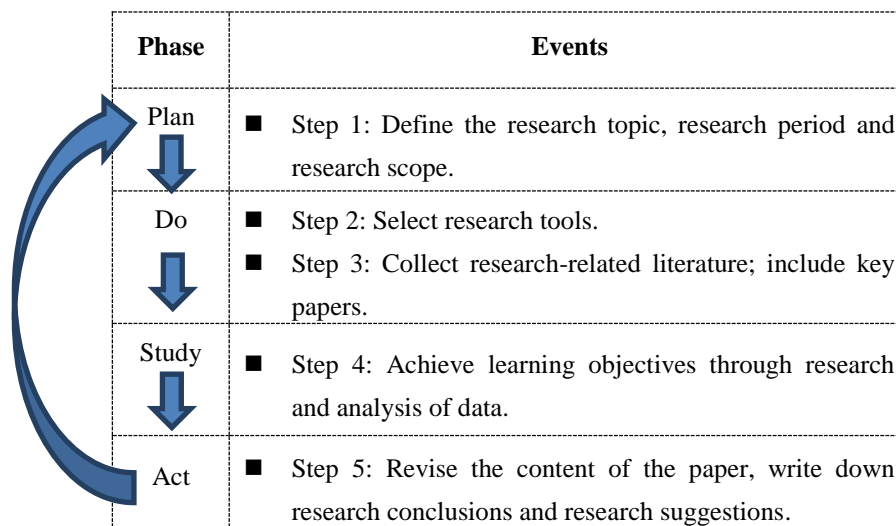 Phase Events
Plan
■ Step 1: Define the research topic, research period and
research scope.
Do
■ Step 2: Select research tools.
■ Step 3: Collect research-related literature; include key
papers.
Study
■ Step 4: Achieve learning objectives through research
and analysis of data.
Act
■ Step 5: Revise the content of the paper, write down
research conclusions and research suggestions.